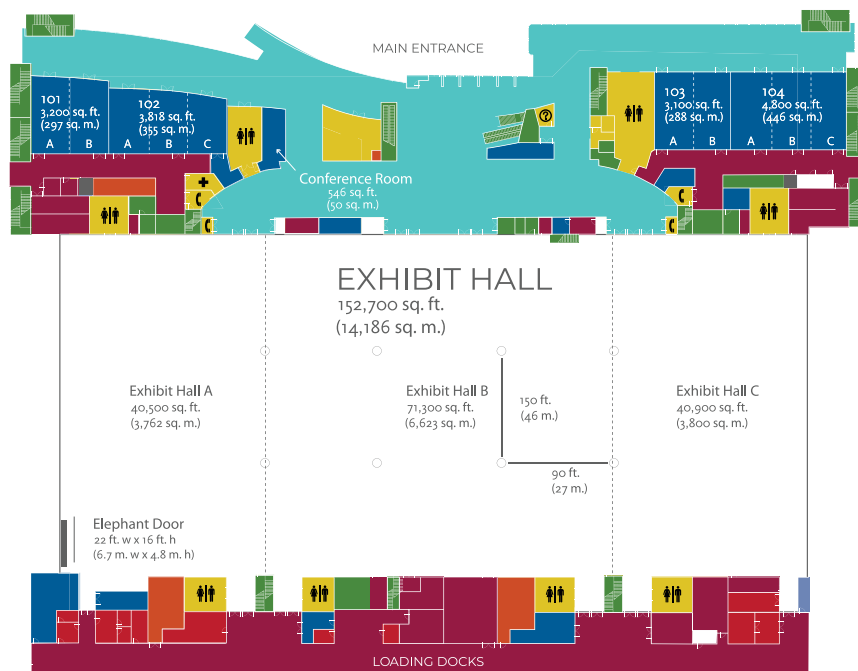 MAIN ENTRANCE
101
3,200 sq. ft.
(297 sq. m.)
A B
102
3,818 sq. ft.
(355 sq. m.)
A B C
103
3,100 sq. ft.
(288 sq. m.)
A B
104
4,800 sq. ft.
(446 sq. m.)
A B C
?
Conference Room
546 sq. ft.
(50 sq. m.)
EXHIBIT HALL
152,700 sq. ft.
(14,186 sq. m.)
Exhibit Hall A
40,500 sq. ft.
(3,762 sq. m.)
Exhibit Hall B
71,300 sq. ft.
(6,623 sq. m.)
150 ft.
(46 m.)
90 ft.
(27 m.)
Exhibit Hall C
40,900 sq. ft.
(3,800 sq. m.)
Elephant Door
22 ft. w x 16 ft. h
(6.7 m. w x 4.8 m. h)
LOADING DOCKS